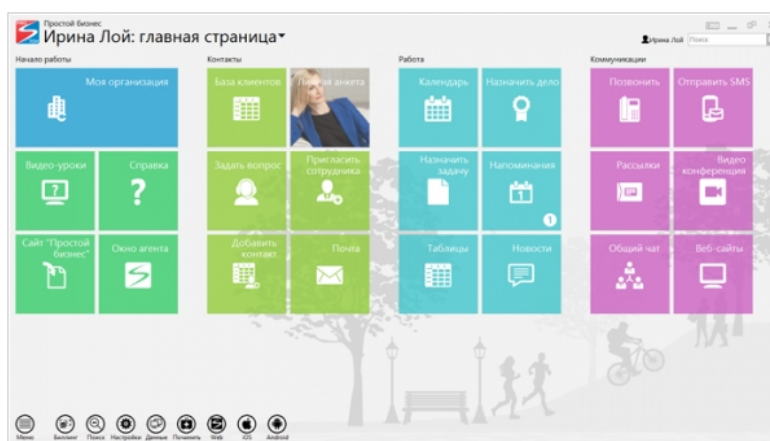 Простой бизнес
Ирина Лой: главная страница
Ирина Лой
Поиск
Начало работы
Контакты
Работа
Коммуникации
Моя организация
База клиентов
Личная анкета
Календарь
Назначить дело
Позвонить
Отправить SMS
Видео-уроки
Справка
Задать вопрос
Пригласить
сотрудника
Назначить
задачу
Напоминания
1
1
Рассылки
Видео
конференция
Сайт "Простой
бизнес"
Окно агента
Добавить
контакт
Почта
Таблицы
Новости
Общий чат
Веб-сайты
Меню
Биллинг
Поиск
Настройки
Данные
Починить
Web
iOS
Android